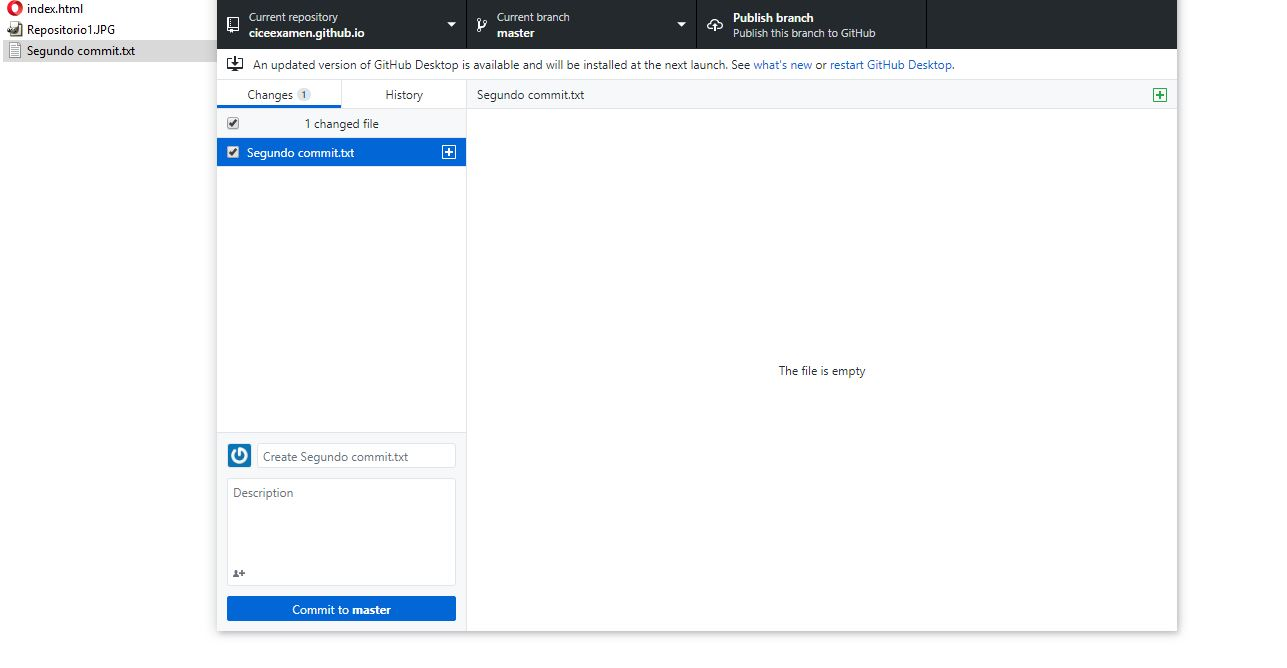 index.html
Repositorio1.JPG
Segundo commit.txt
Current repository
ciceexamen.github.io
Current branch
master
Publish branch
Publish this branch to GitHub
An updated version of GitHub Desktop is available and will be installed at the next launch. See what's new or restart GitHub Desktop.
Changes 1
History
Segundo commit.txt
1 changed file
Segundo commit.txt
The file is empty
Create Segundo commit.txt
Description
Commit to master